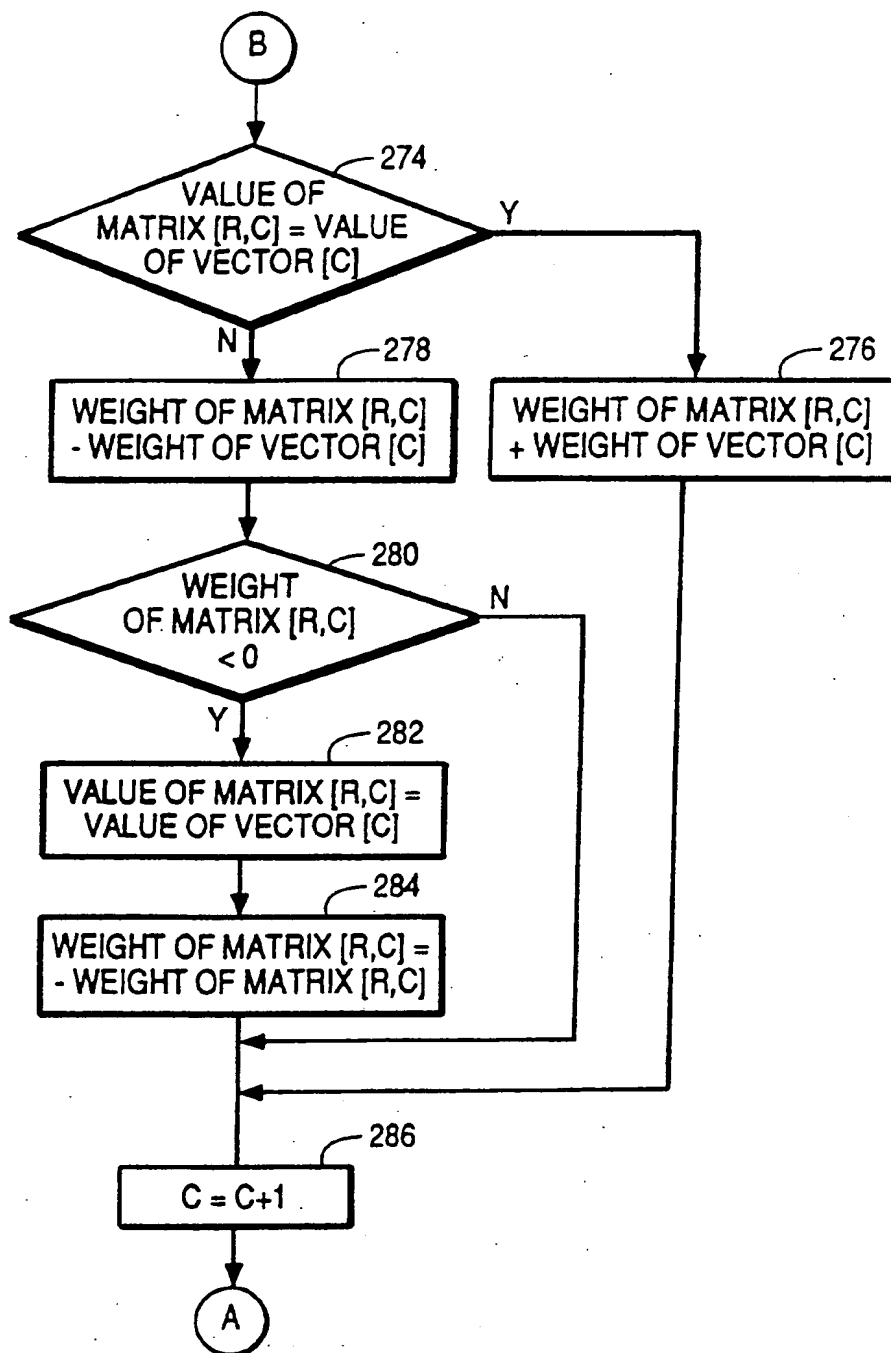 B
274
VALUE OF
MATRIX [R,C] = VALUE
OF VECTOR [C]
Y
N
278
WEIGHT OF MATRIX [R,C]
- WEIGHT OF VECTOR [C]
276
WEIGHT OF MATRIX [R,C]
+ WEIGHT OF VECTOR [C]
280
WEIGHT
OF MATRIX [R,C]
< 0
N
Y
282
VALUE OF MATRIX [R,C] =
VALUE OF VECTOR [C]
284
WEIGHT OF MATRIX [R,C] =
- WEIGHT OF MATRIX [R,C]
286
C = C+1
A